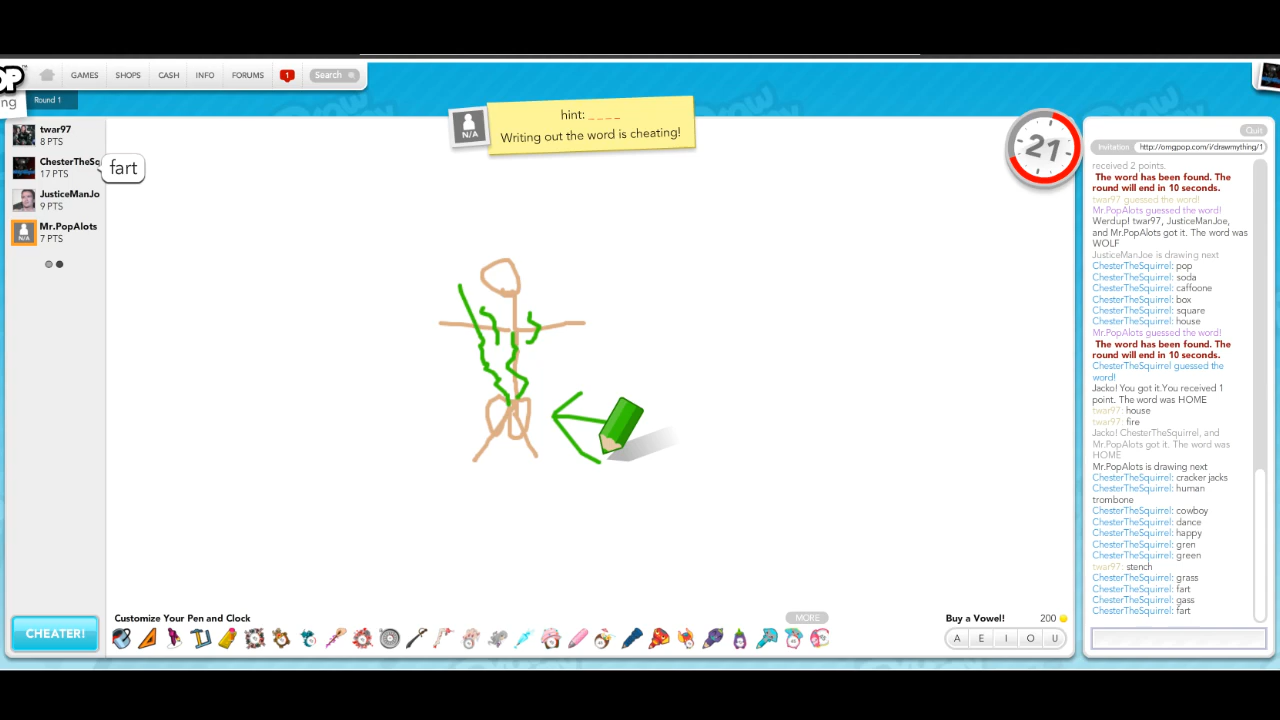 OP
GAMES SHOPS CASH INFO FORUMS 1 Search
ng Round 1
hint: _ _ _ _
Writing out the word is cheating!
N/A
21
Quit
Invitation http://omgpop.com/i/drawmything/1
twar97
8 PTS
ChesterTheSq
17 PTS
fart
JusticeManJo
9 PTS
Mr.PopAlots
7 PTS
N/A
received 2 points.
The word has been found. The
round will end in 10 seconds.
twar97 guessed the word!
Mr.PopAlots guessed the word!
Werdup! twar97, JusticeManJoe,
and Mr.PopAlots got it. The word was
WOLF
JusticeManJoe is drawing next
ChesterTheSquirrel: pop
ChesterTheSquirrel: soda
ChesterTheSquirrel: caffoone
ChesterTheSquirrel: box
ChesterTheSquirrel: square
ChesterTheSquirrel: house
Mr.PopAlots guessed the word!
The word has been found. The
round will end in 10 seconds.
ChesterTheSquirrel guessed the
word!
Jacko! You got it.You received 1
point. The word was HOME
twar97: house
twar97: fire
Jacko! ChesterTheSquirrel, and
Mr.PopAlots got it. The word was
HOME
Mr.PopAlots is drawing next
ChesterTheSquirrel: cracker jacks
ChesterTheSquirrel: human
trombone
ChesterTheSquirrel: cowboy
ChesterTheSquirrel: dance
ChesterTheSquirrel: happy
ChesterTheSquirrel: gren
ChesterTheSquirrel: green
twar97: stench
ChesterTheSquirrel: grass
ChesterTheSquirrel: fart
ChesterTheSquirrel: gass
ChesterTheSquirrel: fart
CHEATER!
Customize Your Pen and Clock
MORE
Buy a Vowel! 200
A E I O U